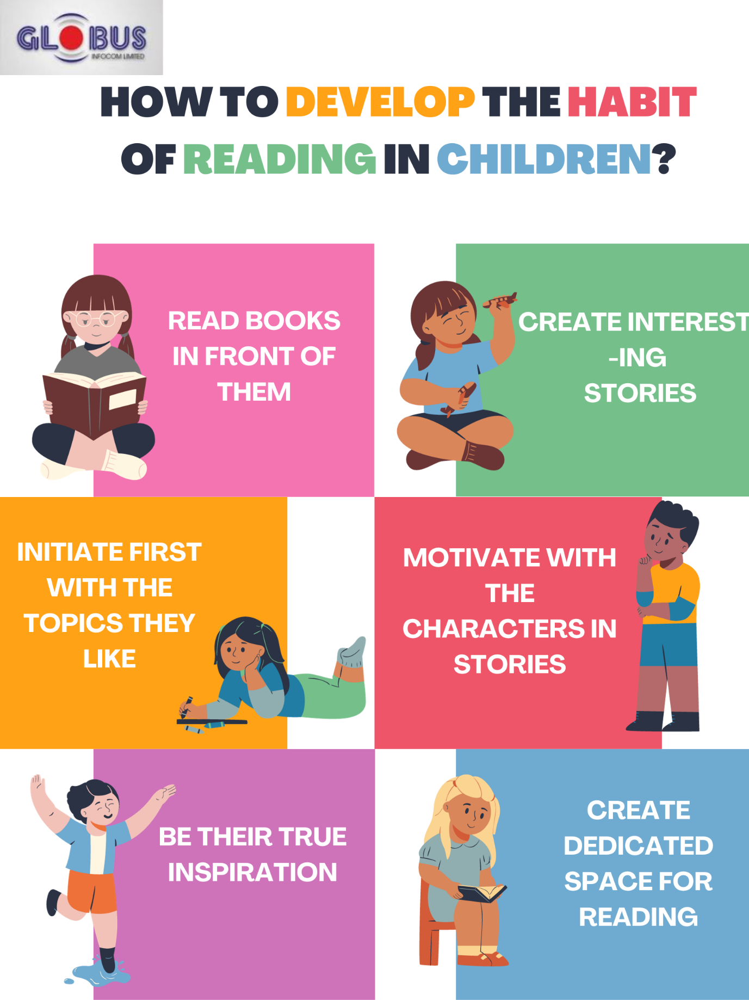 GLOBUS
INFOCOM LIMITED
HOW TO DEVELOP THE HABIT
OF READING IN CHILDREN?
READ BOOKS
IN FRONT OF
THEM
CREATE INTEREST
-ING
STORIES
INITIATE FIRST
WITH THE
TOPICS THEY
LIKE
MOTIVATE WITH
THE
CHARACTERS IN
STORIES
BE THEIR TRUE
INSPIRATION
CREATE
DEDICATED
SPACE FOR
READING